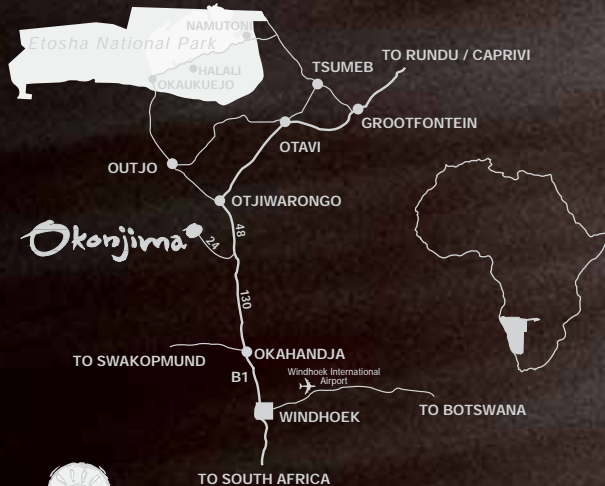 NAMUTONI
Etosha National Park
HALALI
OKAUKUEJO
TSUMEB
TO RUNDU / CAPRIVI
GROOTFONTEIN
OTAVI
OUTJO
OTJIWARONGO
Okonjima
24
48
130
TO SWAKOPMUND
OKAHANDJA
B1
Windhoek International
Airport
WINDHOEK
TO BOTSWANA
TO SOUTH AFRICA